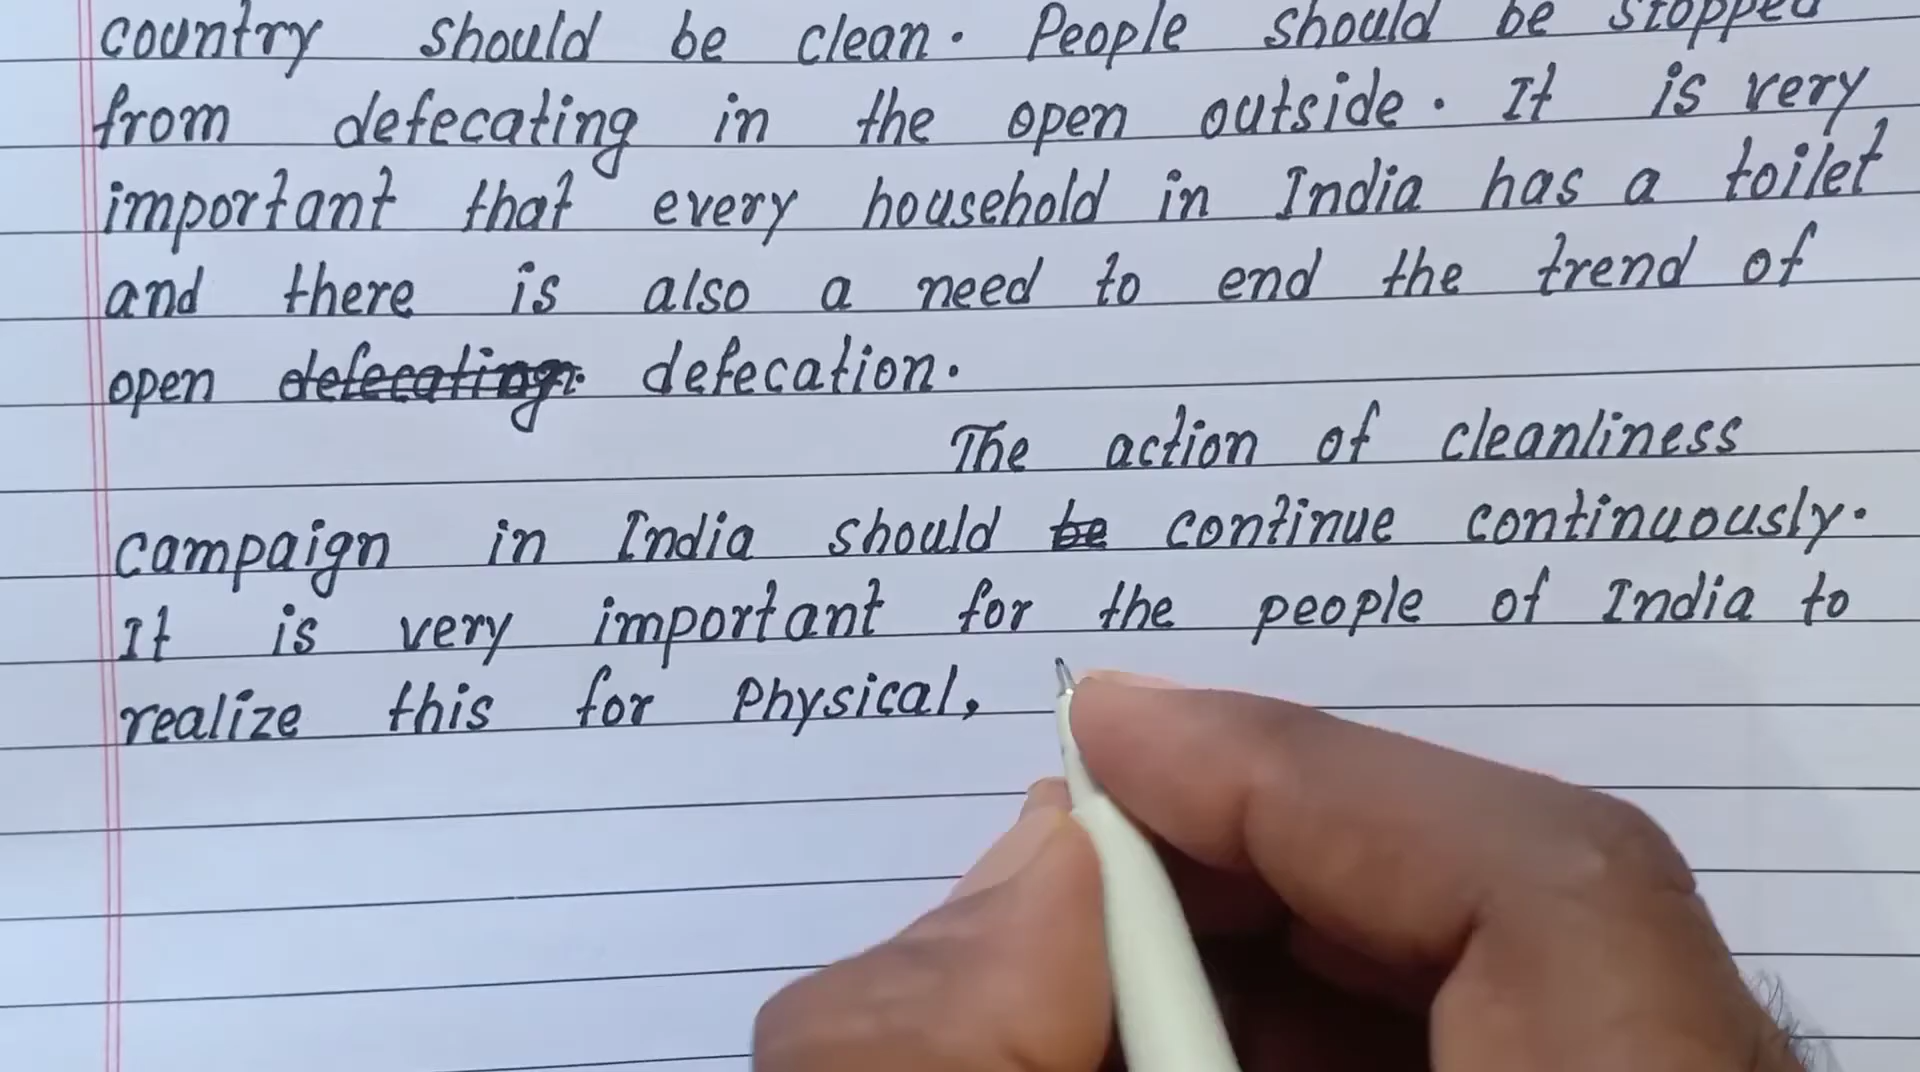 country should be clean. People should be stopped
from defecating in the open outside. It is very
important that every household in India has a toilet
and there is also a need to end the trend of
open defecating. defecation.
The action of cleanliness
campaign in India should be continue continuously.
It is very important for the people of India to
realize this for Physical,